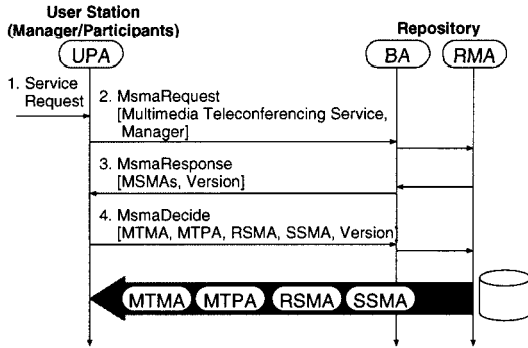 User Station
(Manager/Participants)
Repository
UPA
BA
RMA
1. Service
Request
2. MsmaRequest
[Multimedia Teleconferencing Service,
Manager]
3. MsmaResponse
[MSMAs, Version]
4. MsmaDecide
[MTMA, MTPA, RSMA, SSMA, Version]
MTMA MTPA RSMA SSMA